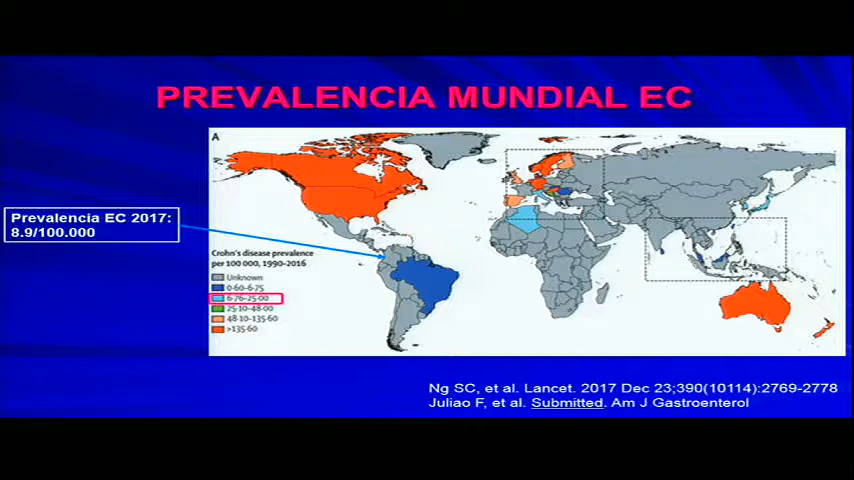 PREVALENCIA MUNDIAL EC
A
Prevalencia EC 2017:
8.9/100.000
Crohn's disease prevalence
per 100 000, 1990–2016
Unknown
0·60–6·75
6·76–25·00
25·10–48·00
48·10–135·60
>135·60
Ng SC, et al. Lancet. 2017 Dec 23;390(10114):2769-2778
Juliao F, et al. Submitted. Am J Gastroenterol